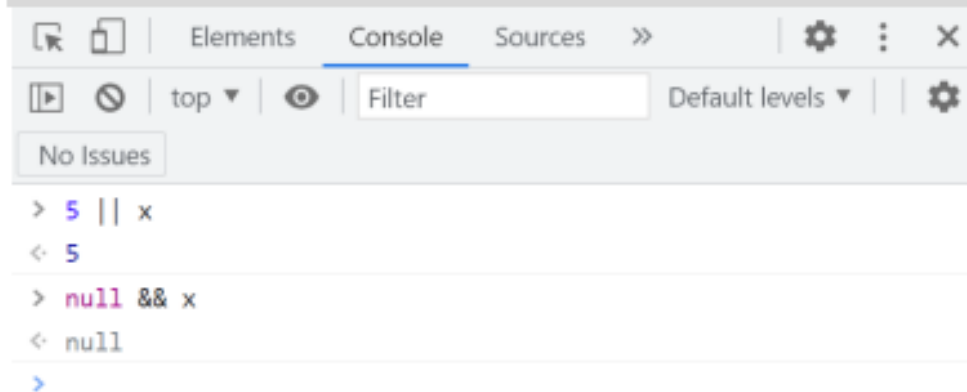 Elements Console Sources »
top ▼ Filter Default levels ▼
No Issues
> 5 || x
<· 5
> null && x
<· null
>